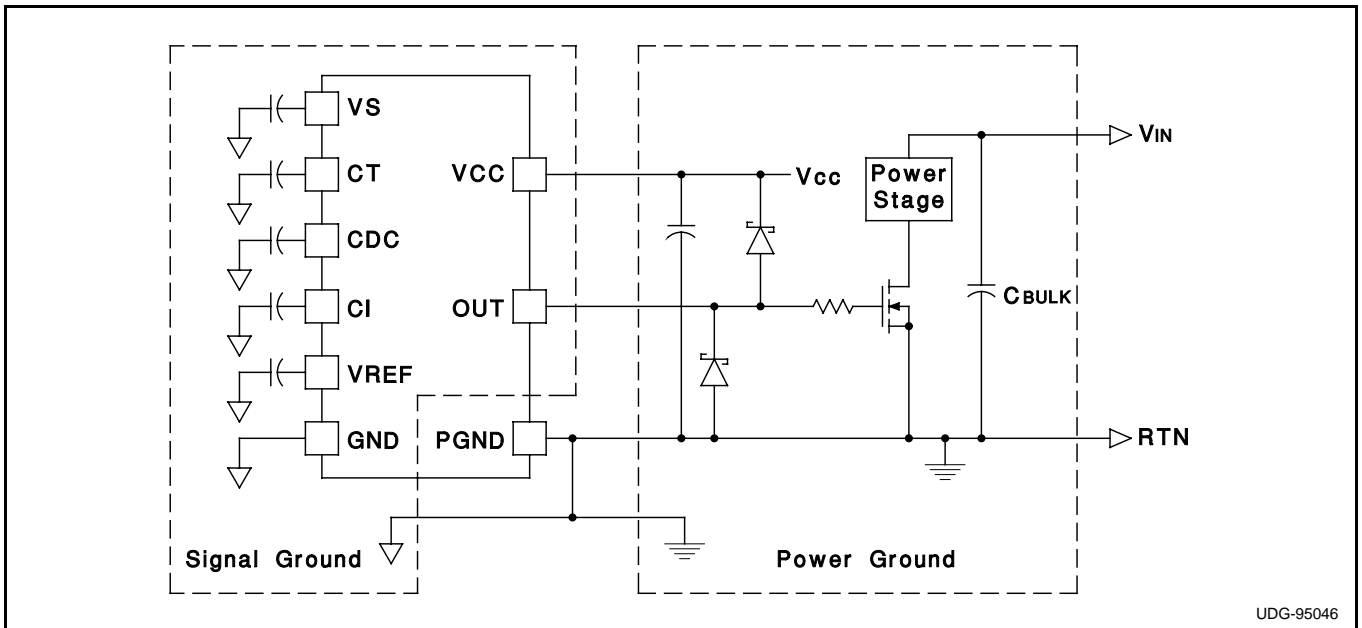 VS
CT
CDC
CI
VREF
GND
VCC
OUT
PGND
Vcc
Power
Stage
VIN
CBULK
RTN
Signal Ground
Power Ground
UDG-95046